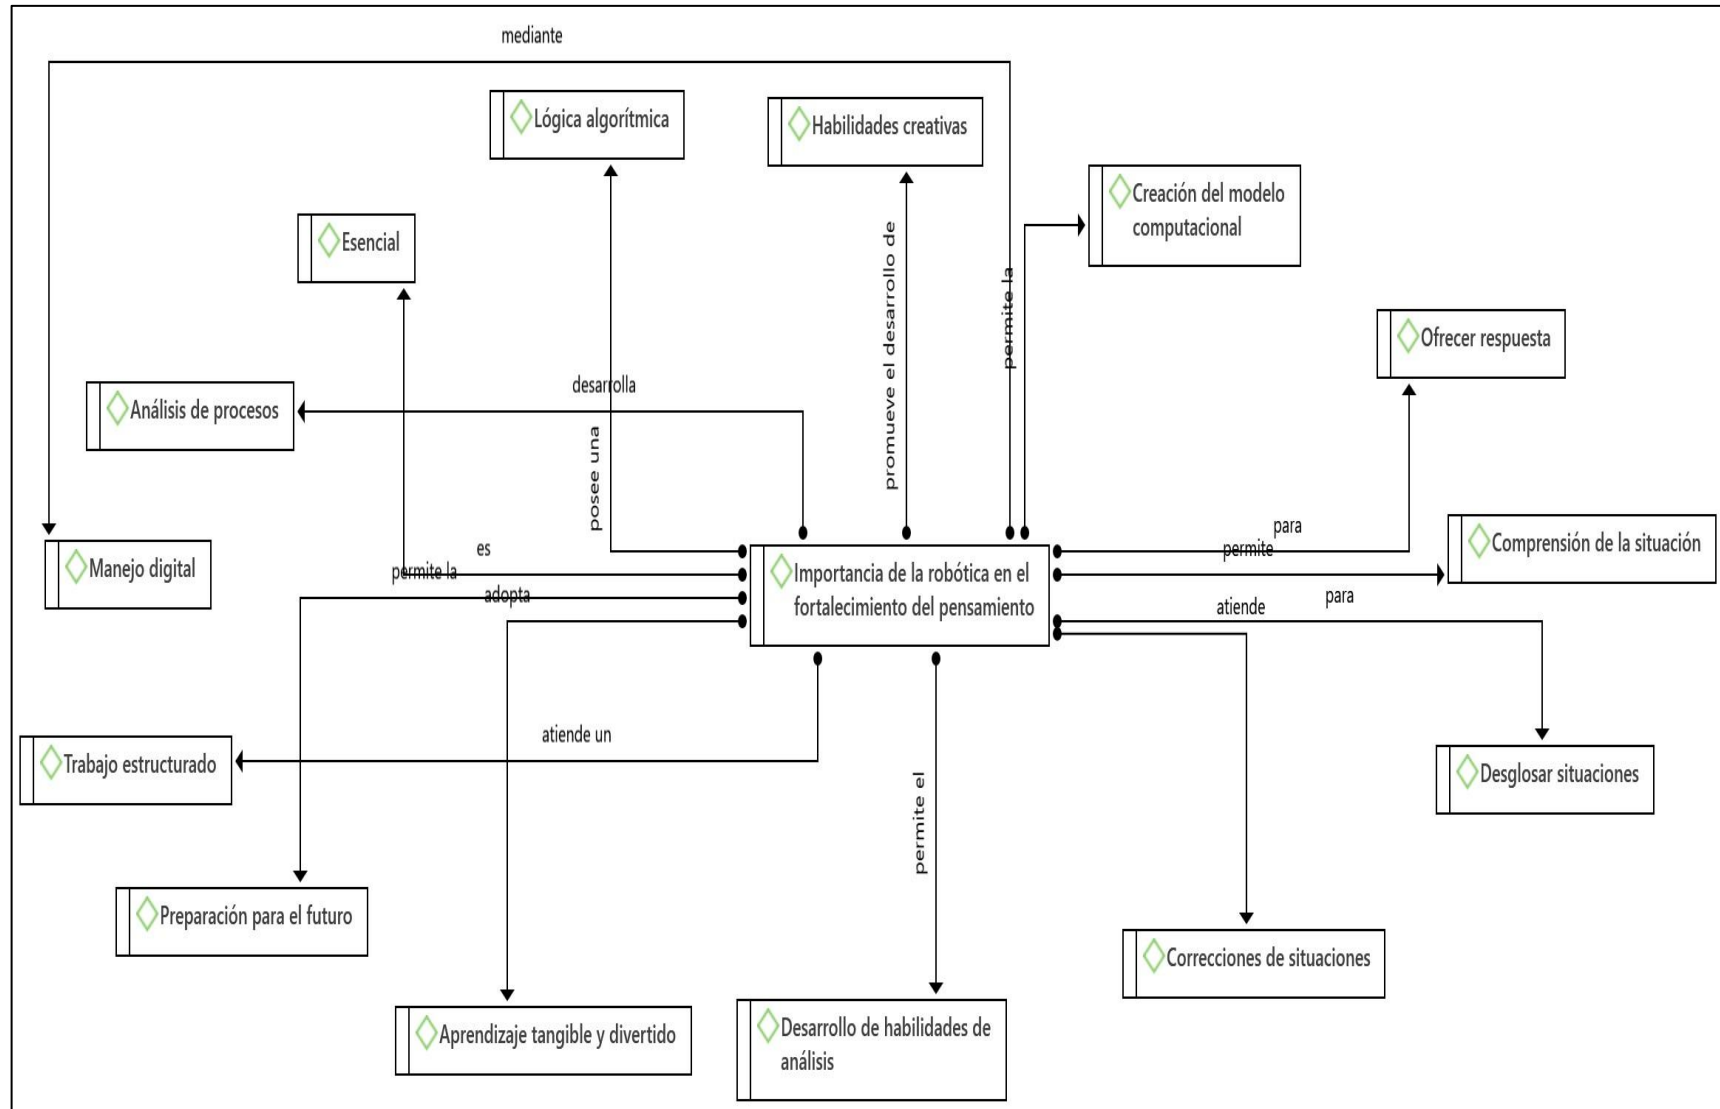 mediante
Lógica algorítmica
Habilidades creativas
Creación del modelo
computacional
Esencial
promueve el desarrollo de
permite la
Ofrecer respuesta
desarrolla
Análisis de procesos
posee una
para
es
permite
Comprensión de la situación
Manejo digital
permite la
adopta
Importancia de la robótica en el
fortalecimiento del pensamiento
para
atiende
atiende un
Trabajo estructurado
permite el
Desglosar situaciones
Preparación para el futuro
Correcciones de situaciones
Aprendizaje tangible y divertido
Desarrollo de habilidades de
análisis